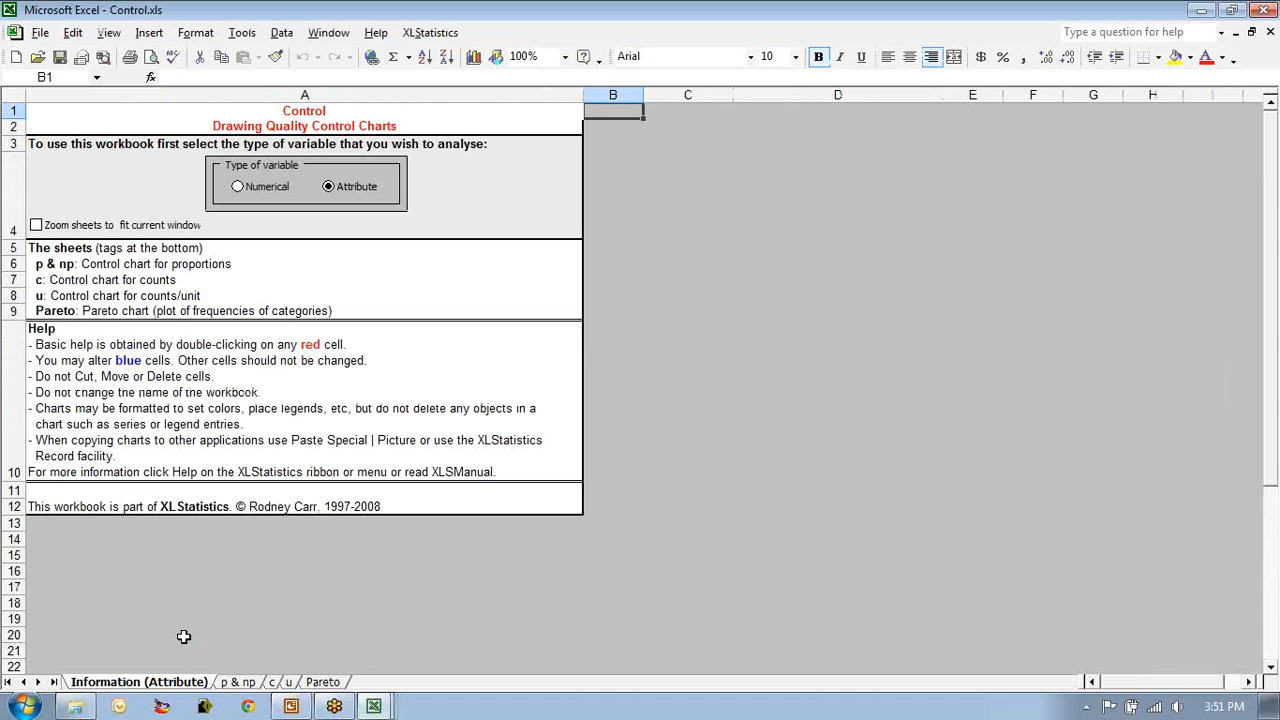 Microsoft Excel - Control.xls
File Edit View Insert Format Tools Data Window Help XLStatistics Type a question for help
100% Arial 10 B I U $ %
B1 fx
A B C D E F G H I
1 Control
2 Drawing Quality Control Charts
3 To use this workbook first select the type of variable that you wish to analyse:
Type of variable
Numerical Attribute
4 Zoom sheets to fit current window
5 The sheets (tags at the bottom)
6 p & np: Control chart for proportions
7 c: Control chart for counts
8 u: Control chart for counts/unit
9 Pareto: Pareto chart (plot of frequencies of categories)
Help
- Basic help is obtained by double-clicking on any red cell.
- You may alter blue cells. Other cells should not be changed.
- Do not Cut, Move or Delete cells.
- Do not change the name of the workbook.
- Charts may be formatted to set colors, place legends, etc, but do not delete any objects in a
chart such as series or legend entries.
- When copying charts to other applications use Paste Special | Picture or use the XLStatistics
Record facility.
10 For more information click Help on the XLStatistics ribbon or menu or read XLSManual.
11
12 This workbook is part of XLStatistics. © Rodney Carr. 1997-2008
13
14
15
16
17
18
19
20
21
22
Information (Attribute) p & np c u Pareto
3:51 PM